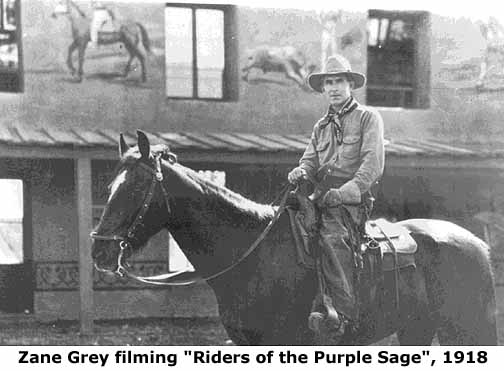 Zane Grey filming "Riders of the Purple Sage", 1918